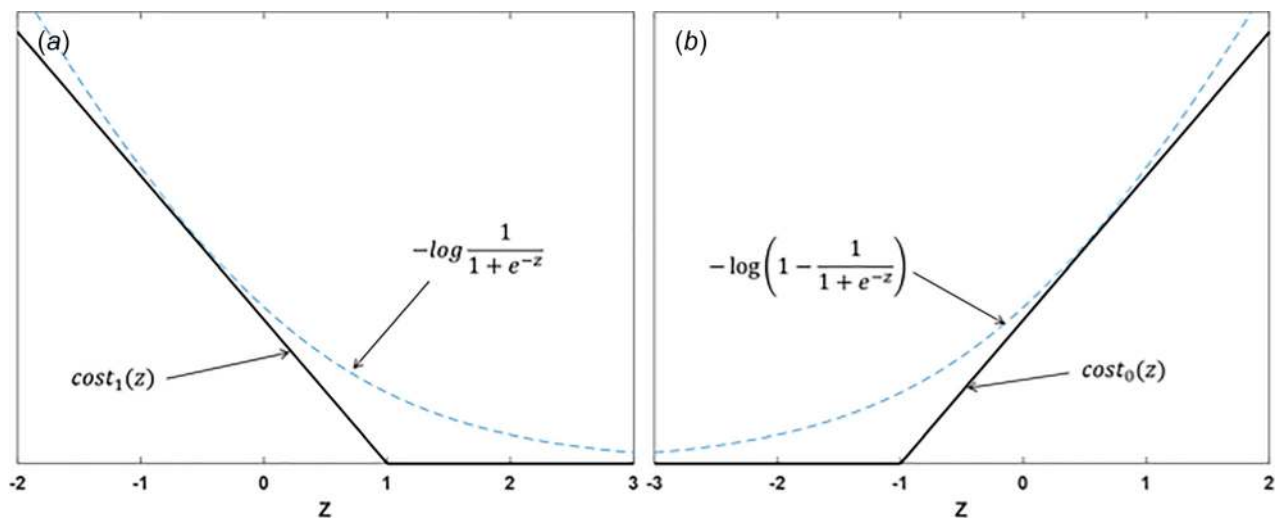 (a)
(b)
-log 1/(1 + e^{-z})
-log(1 - 1/(1 + e^{-z}))
cost₁(z)
cost₀(z)
-2 -1 0 1 2 3
-3 -2 -1 0 1 2
z
z